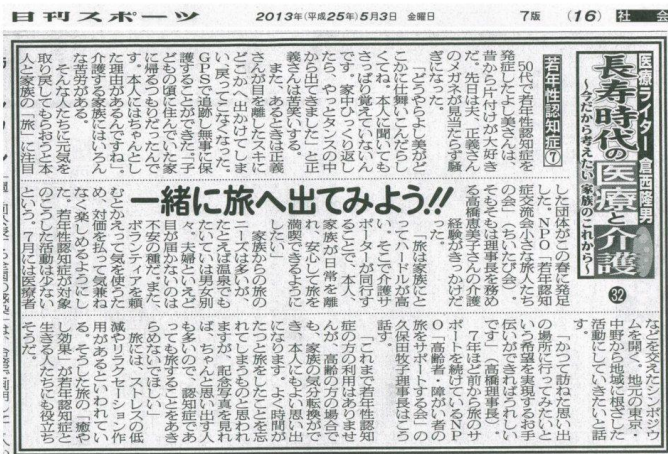 日刊スポーツ
2013年(平成25年)5月3日 金曜日
7版
(16)
社会
医療ライター 倉西隆男
長寿時代の医療と介護
〜今だから考えたい、家族のこれから〜
32
若年性認知症⑦
一緒に旅へ出てみよう!!
50代で若年性認知症を
発症したよし美さんは、
昔から片付けが大好き
だ。先日は夫、正義さん
のメガネが見当たらず騒
ぎになった。
「どうやらよし美がど
こかに仕舞いこんだらし
くてね。本人に聞いても
さっぱり覚えていないん
です。家中ひっくり返し
たら、やっとタンスの中
から出てきました」と正
義さんは苦笑いする。
また、あるときは正義
さんが目を離したスキに
どこかへ出かけてしま
い、戻ってこなくなった。
GPSで追跡し無事に保
護することができた。「子
どもの頃に住んでいた家
に帰るつもりだったんで
す。本人にはちゃんとし
た理由があるんですね」。
介護する家族にはいろん
な苦労がある。
そんな人たちに元気を
取り戻してもらおうと本
人と家族の「旅」に注目
した団体がこの春に発足
した。NPO「若年認知
症交流会小さな旅人たち
の会」(ちいたび会)。
そもそもは理事長を務め
る高橋恵美子さんの介護
経験がきっかけだった。
「旅は家族にと
ってハードルが高
い。そこで介護サ
ポーターが同行す
ることで、本人、
家族が日常を離
れ、安心して旅を
満喫できるように
したい」
家族からの旅の
ニーズは多いが、
たとえば温泉でも
たいていは男女別
々、夫婦といえど
目が届かないのは
不安の種だ。また、
ボランティアを頼
むとかえって気を使うた
め、対価を払って気兼ね
なく楽しめるようにし
た。若年認知症が対象
のこうした活動は少ない
という。7月には医療者
などを交えたシンポジウ
ムを開く。地元の東京・
中野から地域に根ざした
活動にしていきたいと話
す。
「かつて訪ねた思い出
の場所に行ってみたいと
いう希望を実現するお手
伝いができればうれしい
です」(高橋理事長)。
7年ほど前から旅のサ
ポートを続けているNP
O「高齢者・障がい者の
旅をサポートする会」の
久保田牧子理事長はこう
話す。
「これまで若年性認知
症の方の利用はありませ
んが、高齢の方の場合で
も、家族の気分転換がで
き、本人にもよい思い出
になります。よく時間が
たつと旅をしたことを忘
れてしまうものと思われ
ますが、記念写真を見れ
ば、ちゃんと思い出す人
も多いので、認知症であ
っても旅することをあき
らめないでほしい」
旅には、ストレスの低
減やリラクセーション作
用があるといわれてい
る。そうした旅の「癒や
し効果」が若年認知症と
生きる人たちにも役立ち
そうだ。